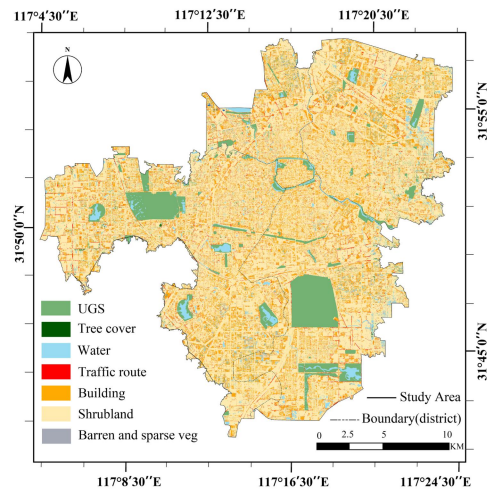 117°4′30″E 117°12′30″E 117°20′30″E
N
31°55′0″N
31°50′0″N
31°45′0″N
UGS
Tree cover
Water
Traffic route
Building
Shrubland
Barren and sparse veg
Study Area
Boundary(district)
0 2.5 5 10
KM
117°8′30″E 117°16′30″E 117°24′30″E